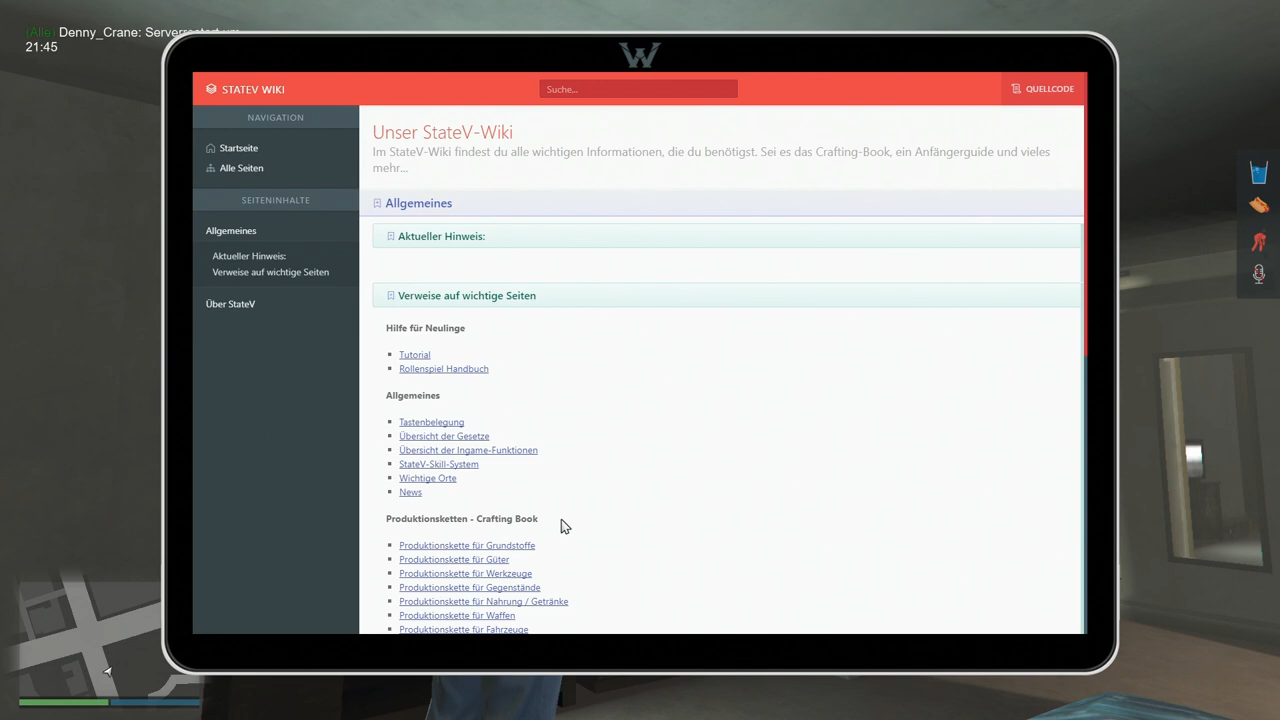 (Alle) Denny_Crane: Serverrestart um
21:45
W
STATEV WIKI
Suche...
QUELLCODE
NAVIGATION
Startseite
Alle Seiten
SEITENINHALTE
Allgemeines
Aktueller Hinweis:
Verweise auf wichtige Seiten
Über StateV
Unser StateV-Wiki
Im StateV-Wiki findest du alle wichtigen Informationen, die du benötigst. Sei es das Crafting-Book, ein Anfängerguide und vieles
mehr...
Allgemeines
Aktueller Hinweis:
Verweise auf wichtige Seiten
Hilfe für Neulinge
Tutorial
Rollenspiel Handbuch
Allgemeines
Tastenbelegung
Übersicht der Gesetze
Übersicht der Ingame-Funktionen
StateV-Skill-System
Wichtige Orte
News
Produktionsketten - Crafting Book
Produktionskette für Grundstoffe
Produktionskette für Güter
Produktionskette für Werkzeuge
Produktionskette für Gegenstände
Produktionskette für Nahrung / Getränke
Produktionskette für Waffen
Produktionskette für Fahrzeuge